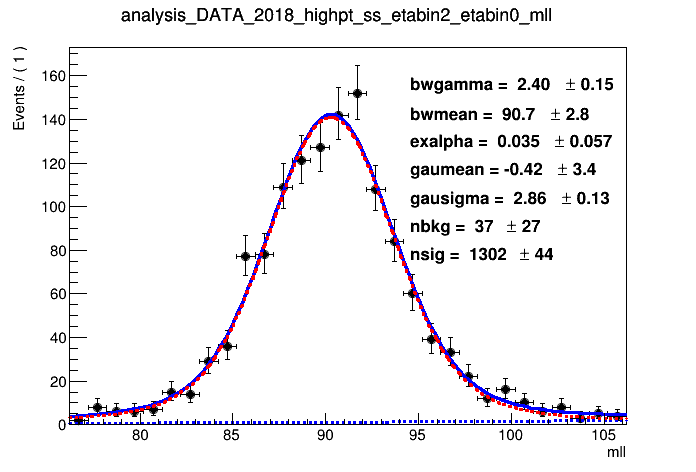 analysis_DATA_2018_highpt_ss_etabin2_etabin0_mll
Events / ( 1 )
160
140
120
100
80
60
40
20
0
bwgamma = 2.40 ± 0.15
bwmean = 90.7 ± 2.8
exalpha = 0.035 ± 0.057
gaumean = -0.42 ± 3.4
gausigma = 2.86 ± 0.13
nbkg = 37 ± 27
nsig = 1302 ± 44
80 85 90 95 100 105
mll